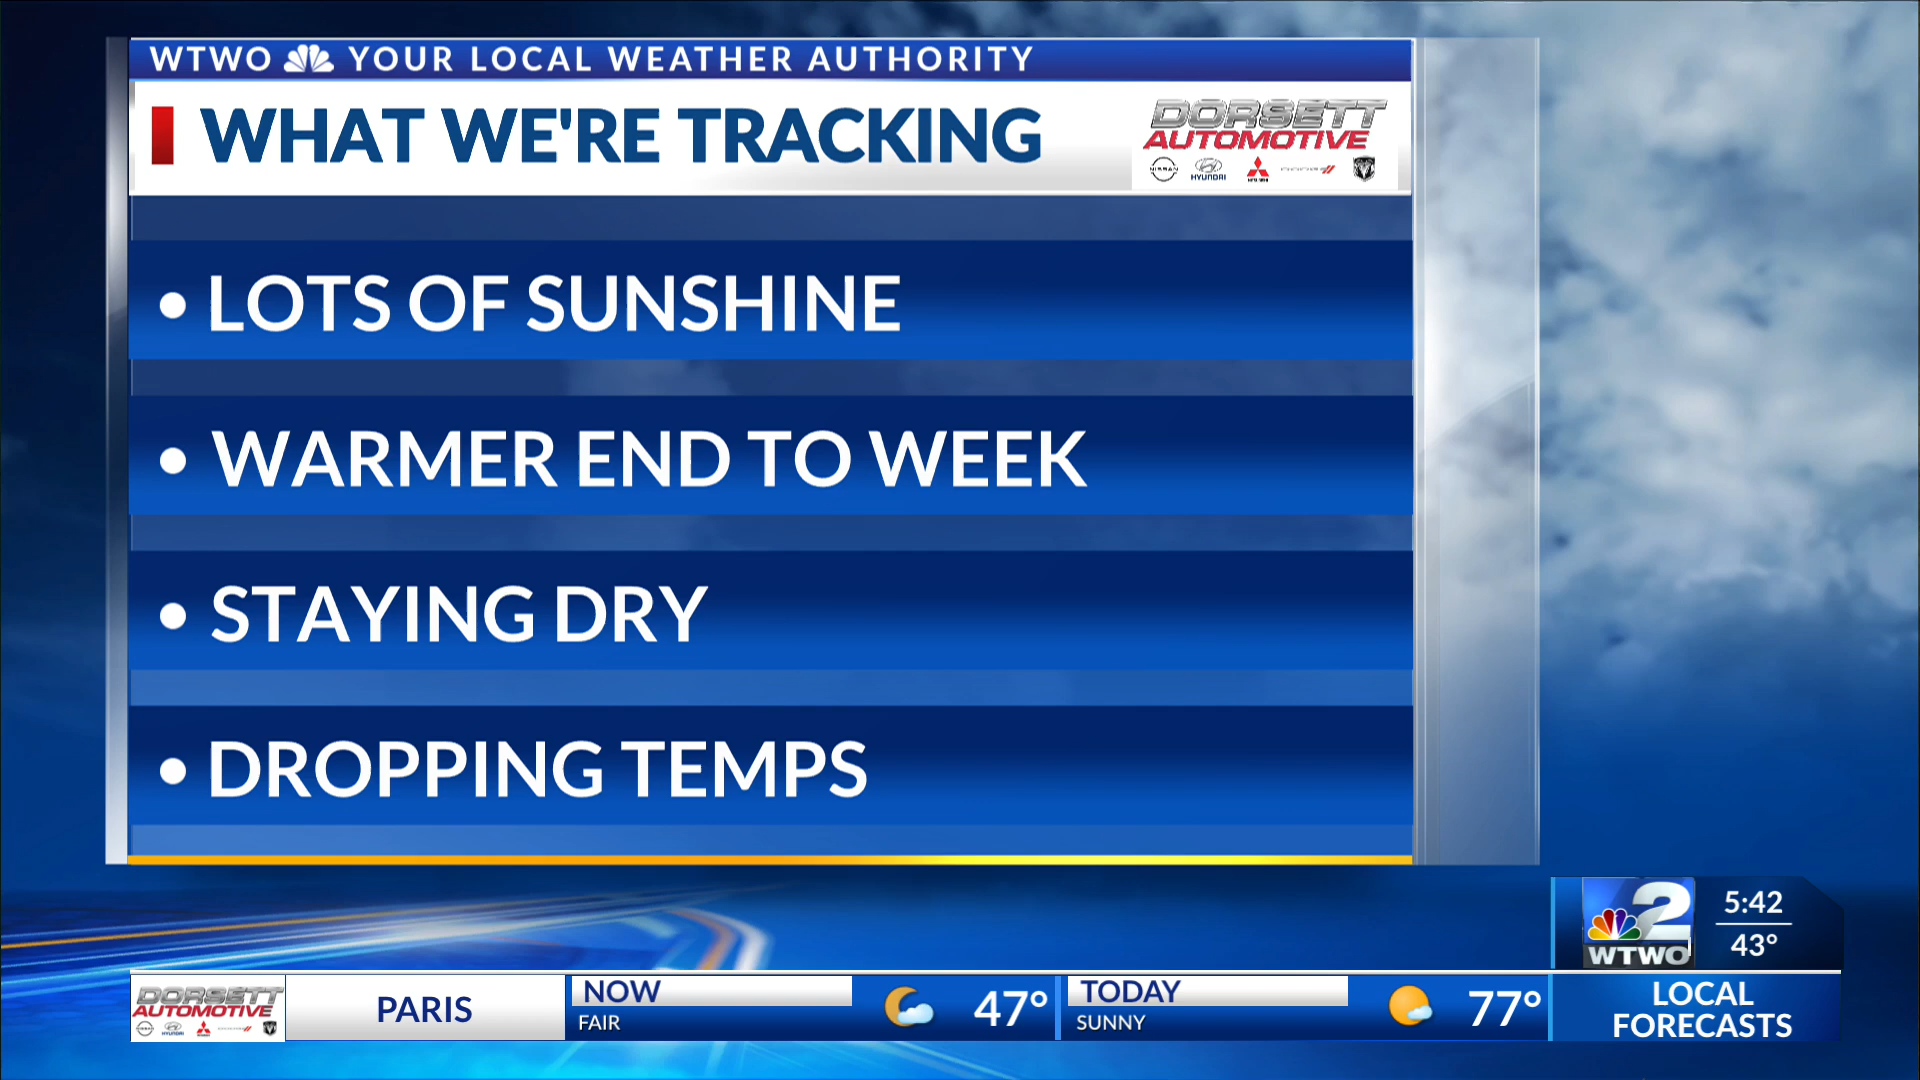 WTWO YOUR LOCAL WEATHER AUTHORITY
WHAT WE'RE TRACKING
DORSETT
AUTOMOTIVE
NISSAN HYUNDAI
• LOTS OF SUNSHINE
• WARMER END TO WEEK
• STAYING DRY
• DROPPING TEMPS
2
WTWO
5:42
43°
DORSETT
AUTOMOTIVE
PARIS
NOW
FAIR
47°
TODAY
SUNNY
77°
LOCAL
FORECASTS